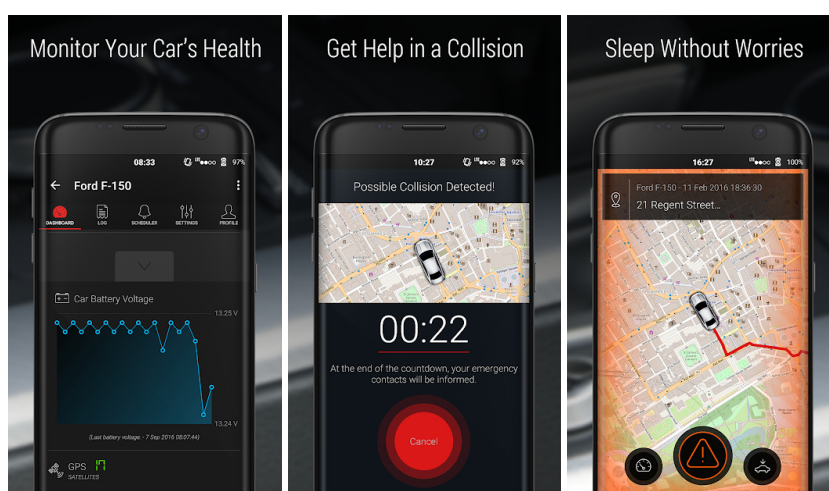 Monitor Your Car's Health
08:33
97%
Ford F-150
DASHBOARD
LOG
SCHEDULER
SETTINGS
PROFILE
Car Battery Voltage
13.25 V
13.24 V
(Last battery voltage - 7 Sep 2016 08:07:44)
GPS 17
SATELLITES
Get Help in a Collision
10:27
92%
Possible Collision Detected!
00:22
At the end of the countdown, your emergency
contacts will be informed.
Cancel
Sleep Without Worries
16:27
100%
Ford F-150 - 11 Feb 2016 18:36:30
21 Regent Street...